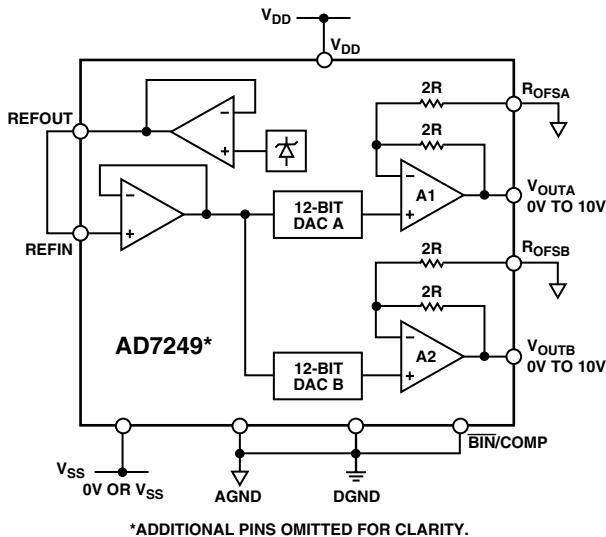 V_DD
V_DD
REFOUT
REFIN
2R
R_OFSA
2R
A1
V_OUTA
0V TO 10V
12-BIT
DAC A
2R
R_OFSB
2R
A2
V_OUTB
0V TO 10V
12-BIT
DAC B
AD7249*
V_SS
0V OR V_SS
AGND
DGND
B̅I̅N̅/COMP
*ADDITIONAL PINS OMITTED FOR CLARITY.